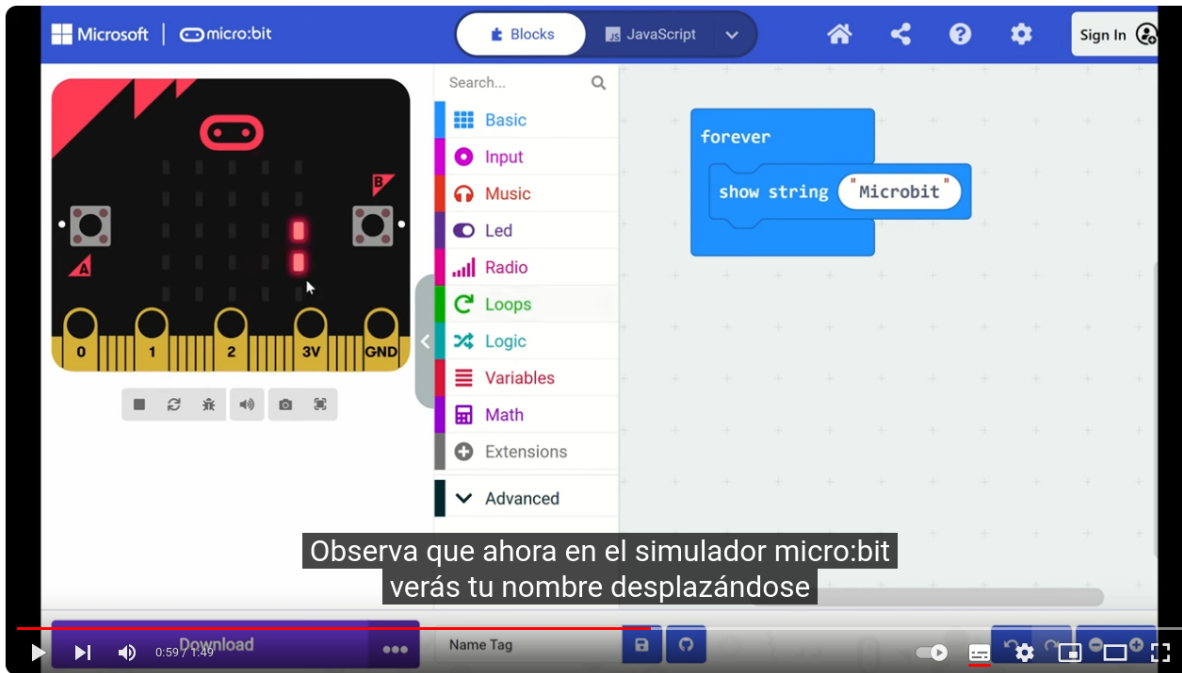 Microsoft
micro:bit
Blocks
JS
JavaScript
Sign In
Search...
Basic
Input
Music
Led
Radio
Loops
Logic
Variables
Math
Extensions
Advanced
B
A
0
1
2
3V
GND
forever
show string "Microbit"
Observa que ahora en el simulador micro:bit
verás tu nombre desplazándose
Download
Name Tag
0:59 / 1:49